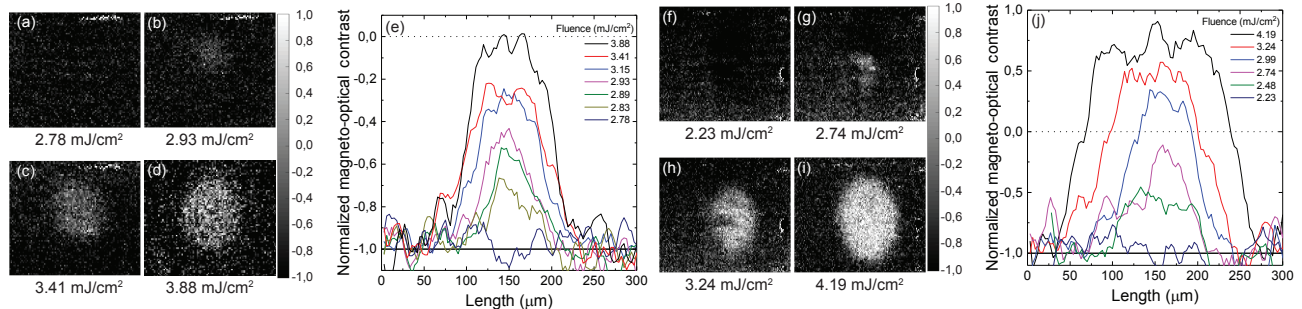 (a)
(b)
2.78 mJ/cm²
2.93 mJ/cm²
(c)
(d)
3.41 mJ/cm²
3.88 mJ/cm²
1,0
0,8
0,6
0,4
0,2
0,0
-0,2
-0,4
-0,6
-0,8
-1,0
Normalized magneto-optical contrast
(e)
Fluence (mJ/cm²)
3.88
3.41
3.15
2.93
2.89
2.83
2.78
0,0
-0,2
-0,4
-0,6
-0,8
-1,0
0 50 100 150 200 250 300
Length (μm)
(f)
(g)
2.23 mJ/cm²
2.74 mJ/cm²
(h)
(i)
3.24 mJ/cm²
4.19 mJ/cm²
1,0
0,8
0,6
0,4
0,2
0,0
-0,2
-0,4
-0,6
-0,8
-1,0
Normalized magneto-optical contrast
(j)
Fluence (mJ/cm²)
4.19
3.24
2.99
2.74
2.48
2.23
1,0
0,5
0,0
-0,5
-1,0
0 50 100 150 200 250 300
Length (μm)